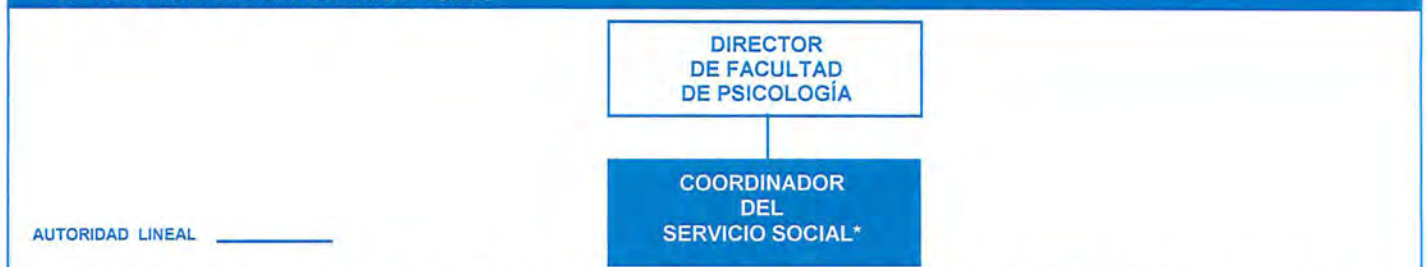 DIRECTOR
DE FACULTAD
DE PSICOLOGÍA
COORDINADOR
DEL
SERVICIO SOCIAL*
AUTORIDAD LINEAL